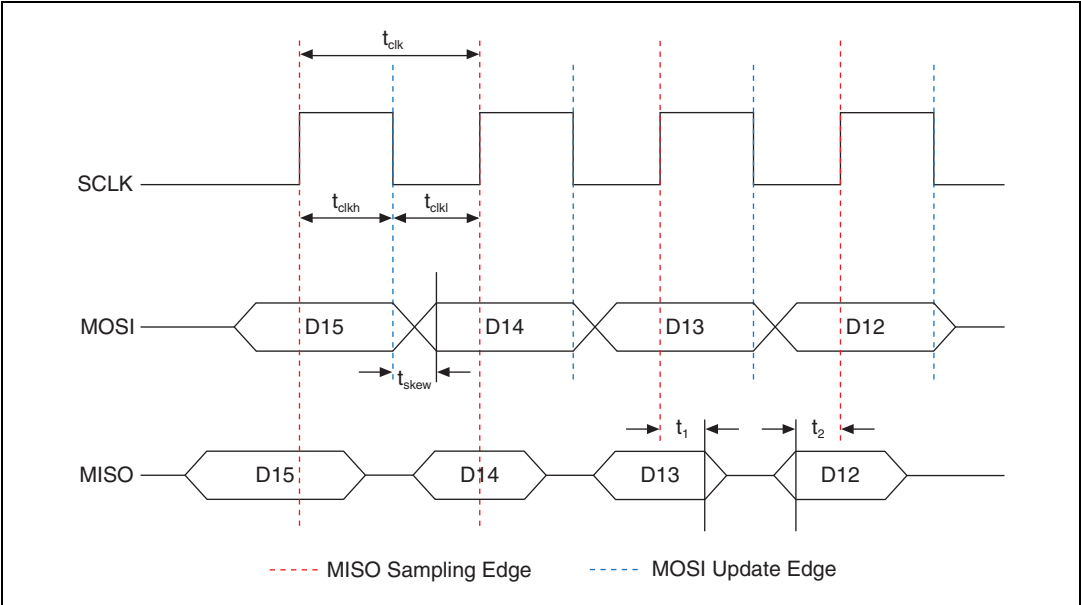 tclk
SCLK
tclkh tclkl
MOSI D15 D14 D13 D12
tskew
t1 t2
MISO D15 D14 D13 D12
MISO Sampling Edge MOSI Update Edge